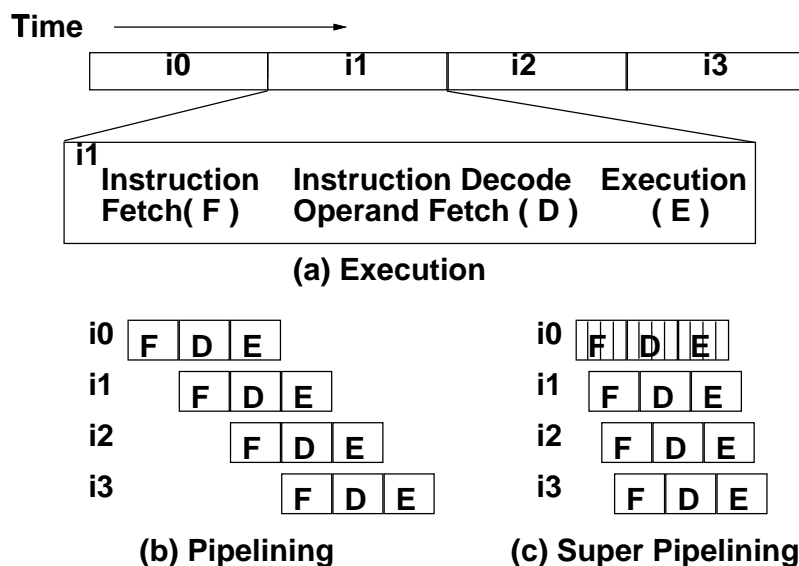 Time
i0 i1 i2 i3
i1
Instruction Instruction Decode Execution
Fetch( F ) Operand Fetch ( D ) ( E )
(a) Execution
i0 F D E
i1 F D E
i2 F D E
i3 F D E
(b) Pipelining
i0 F D E
i1 F D E
i2 F D E
i3 F D E
(c) Super Pipelining